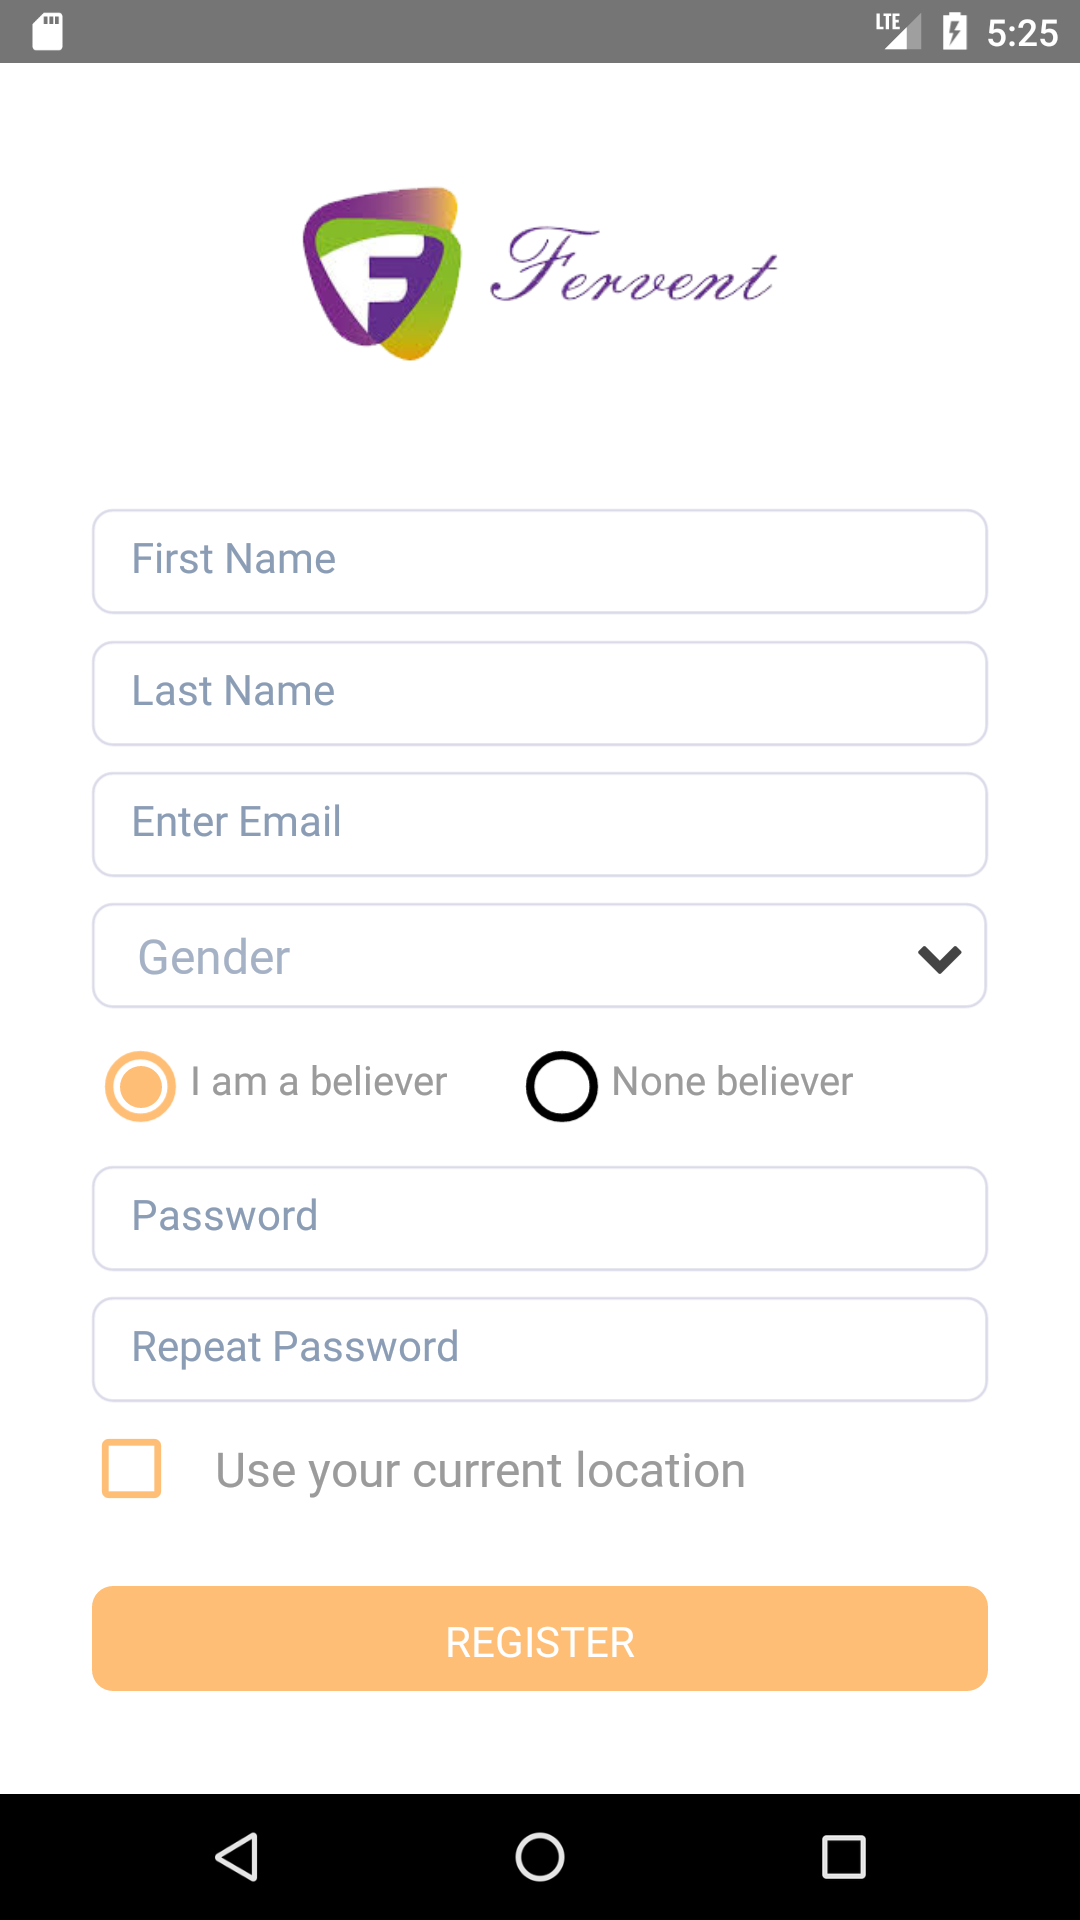 LTE 5:25
F Fervent
First Name
Last Name
Enter Email
Gender
I am a believer None believer
Password
Repeat Password
Use your current location
REGISTER